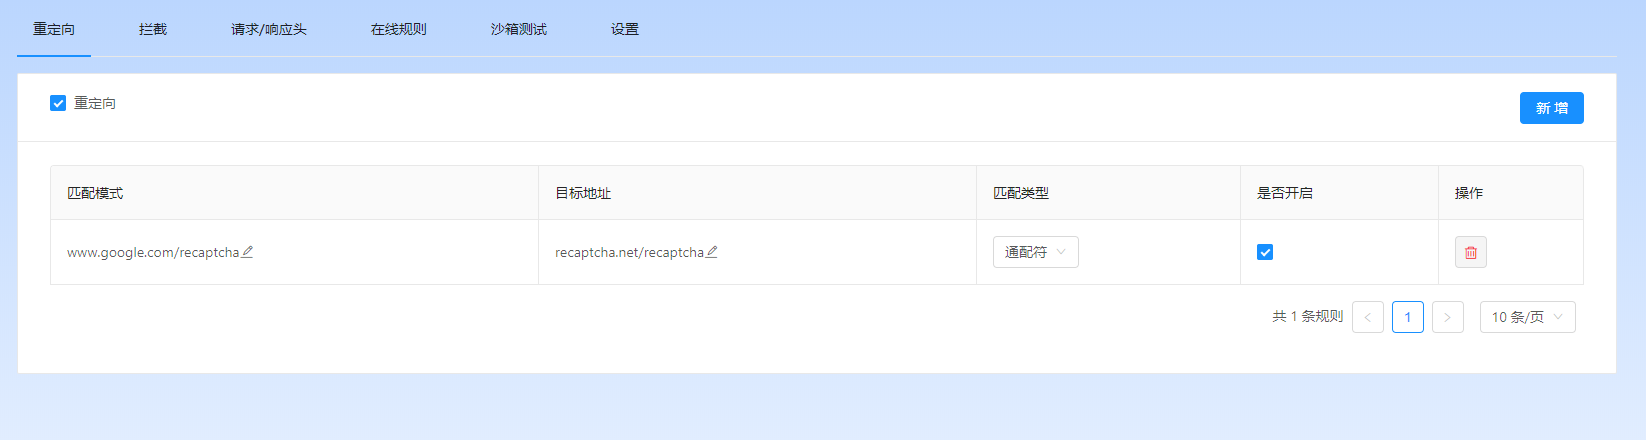 重定向 拦截 请求/响应头 在线规则 沙箱测试 设置
重定向 新 增
匹配模式 目标地址 匹配类型 是否开启 操作
www.google.com/recaptcha recaptcha.net/recaptcha 通配符
共 1 条规则 1 10 条/页